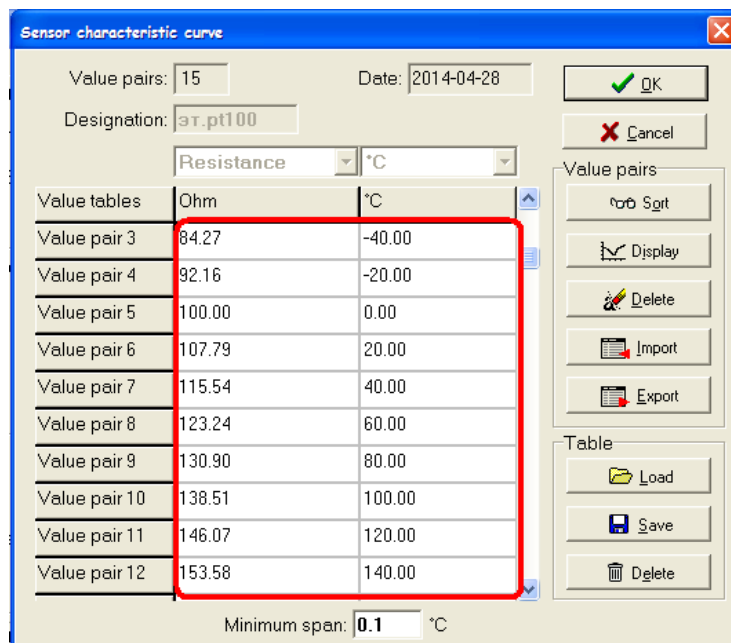 Sensor characteristic curve
Value pairs: 15 Date: 2014-04-28
Designation: эт.pt100
Resistance °C
OK
Cancel
Value pairs
Sort
Display
Delete
Import
Export
Table
Load
Save
Delete
Value tables Ohm °C
Value pair 3 84.27 -40.00
Value pair 4 92.16 -20.00
Value pair 5 100.00 0.00
Value pair 6 107.79 20.00
Value pair 7 115.54 40.00
Value pair 8 123.24 60.00
Value pair 9 130.90 80.00
Value pair 10 138.51 100.00
Value pair 11 146.07 120.00
Value pair 12 153.58 140.00
Minimum span: 0.1 °C